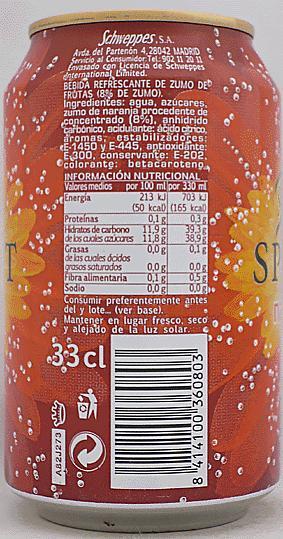 Schweppes, S.A.
Avda. del Partenón 4, 28042 MADRID
Servicio al Consumidor: Tel: 902 11 20 11
Envasado con Licencia de Schweppes
International Limited.
BEBIDA REFRESCANTE DE ZUMO DE
FRUTAS (8% DE ZUMO).
Ingredientes: agua, azúcares,
zumo de naranja procedente de
concentrado (8%), anhídrido
carbónico, acidulante: ácido cítrico,
aromas, estabilizadores:
E-1450 y E-445, antioxidante:
E-300, conservante: E-202,
colorante: betacaroteno.
INFORMACIÓN NUTRICIONAL
Valores medios por 100 ml por 330 ml
Energía 213 kJ 703 kJ
(50 kcal) (165 kcal)
Proteínas 0,1 g 0,3 g
Hidratos de carbono 11,9 g 39,3 g
de los cuales azúcares 11,8 g 38,9 g
Grasas 0,0 g 0,1 g
de las cuales ácidos
grasos saturados 0,0 g 0,0 g
Fibra alimentaria 0,1 g 0,5 g
Sodio 0,0 g 0,0 g
Consumir preferentemente antes
del y lote... (ver base).
Mantener en lugar fresco, seco
y alejado de la luz solar.
33 cl
A82J273
8 414100 360803
T
SP